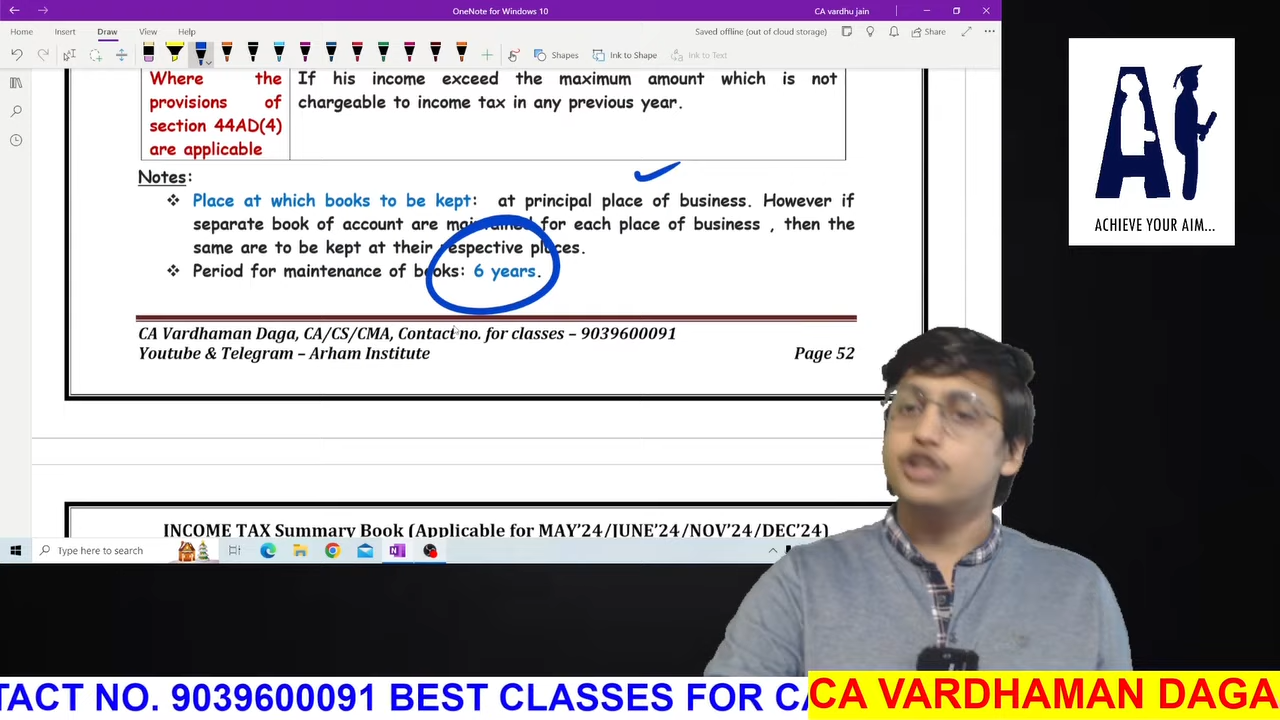 OneNote for Windows 10
CA vardhu jain
Home Insert Draw View Help
Saved offline (out of cloud storage)
Share
Shapes
Ink to Shape
Ink to Text
Where the provisions of section 44AD(4) are applicable
If his income exceed the maximum amount which is not
chargeable to income tax in any previous year.
Notes:
❖ Place at which books to be kept: at principal place of business. However if
separate book of account are maintained for each place of business , then the
same are to be kept at their respective places.
❖ Period for maintenance of books: 6 years.
CA Vardhaman Daga, CA/CS/CMA, Contact no. for classes – 9039600091
Youtube & Telegram – Arham Institute Page 52
INCOME TAX Summary Book (Applicable for MAY'24/JUNE'24/NOV'24/DEC'24)
Type here to search
AI
ACHIEVE YOUR AIM...
TACT NO. 9039600091 BEST CLASSES FOR CA
CA VARDHAMAN DAGA